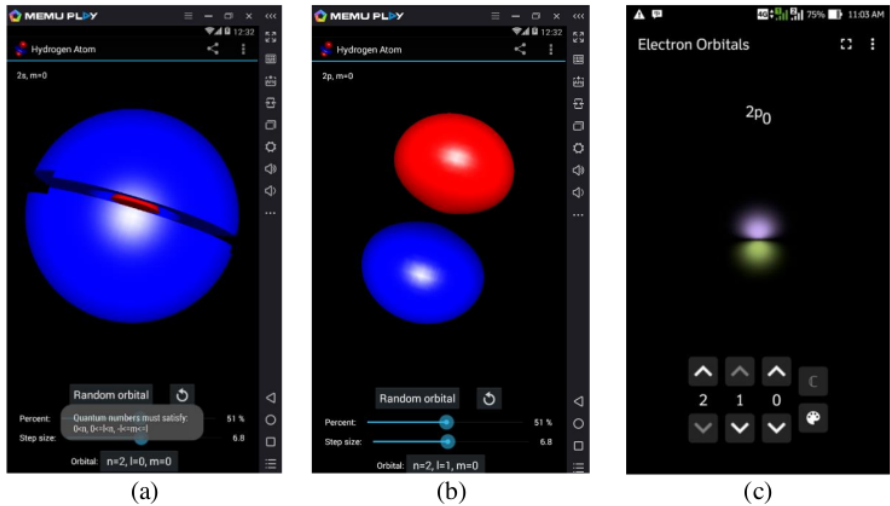 MEMU PLAY
12:32
Hydrogen Atom
2s, m=0
Random orbital
Quantum numbers must satisfy:
0<n, 0<=l<n, -l<=m<=l
Percent:
51 %
Step size:
6.8
Orbital: n=2, l=0, m=0
(a)
MEMU PLAY
12:32
Hydrogen Atom
2p, m=0
Random orbital
Percent:
51 %
Step size:
6.8
Orbital: n=2, l=1, m=0
(b)
4G 75% 11:03 AM
Electron Orbitals
2p0
2 1 0
ℂ
(c)